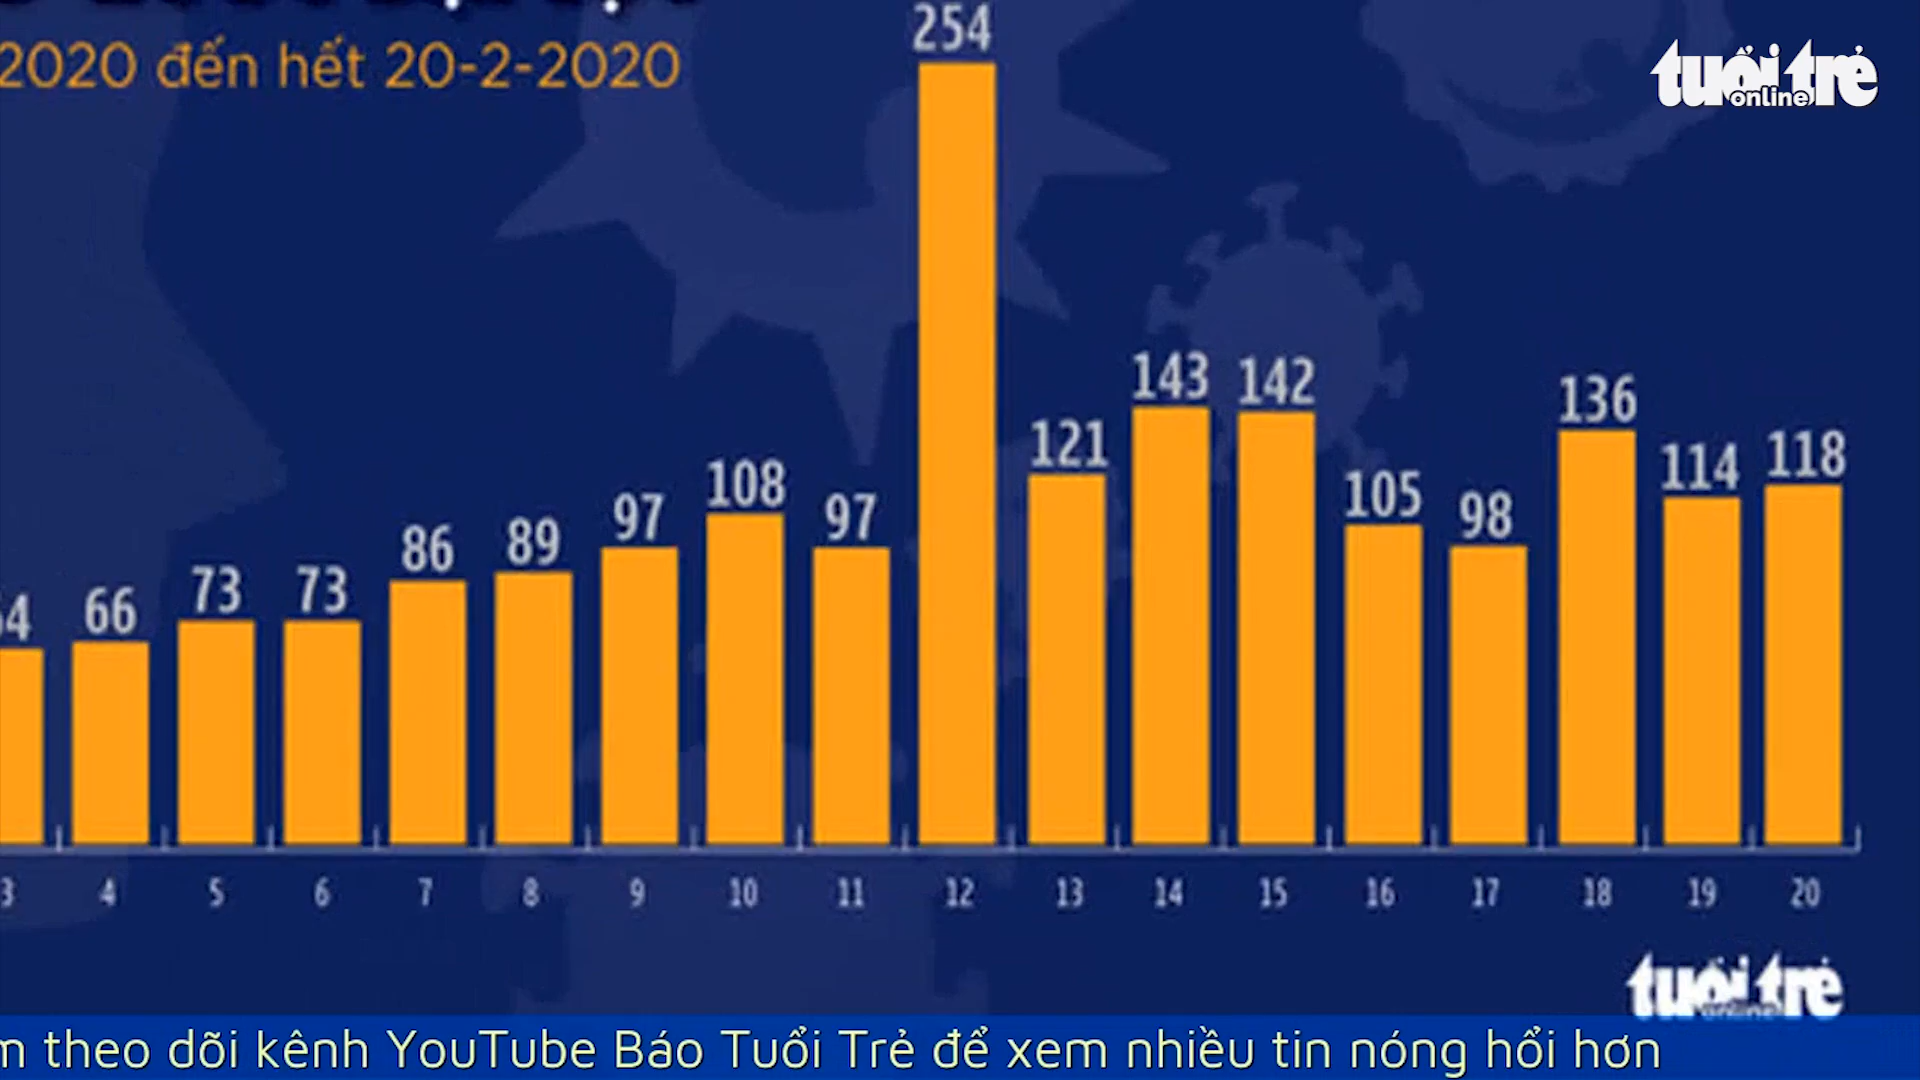 2020 đến hết 20-2-2020
tuổi trẻ
online
254
143 142
136
121
118
114
108
105
97 97 98
89
86
73 73
66
3 4 5 6 7 8 9 10 11 12 13 14 15 16 17 18 19 20
tuổi trẻ
online
theo dõi kênh YouTube Báo Tuổi Trẻ để xem nhiều tin nóng hổi hơn